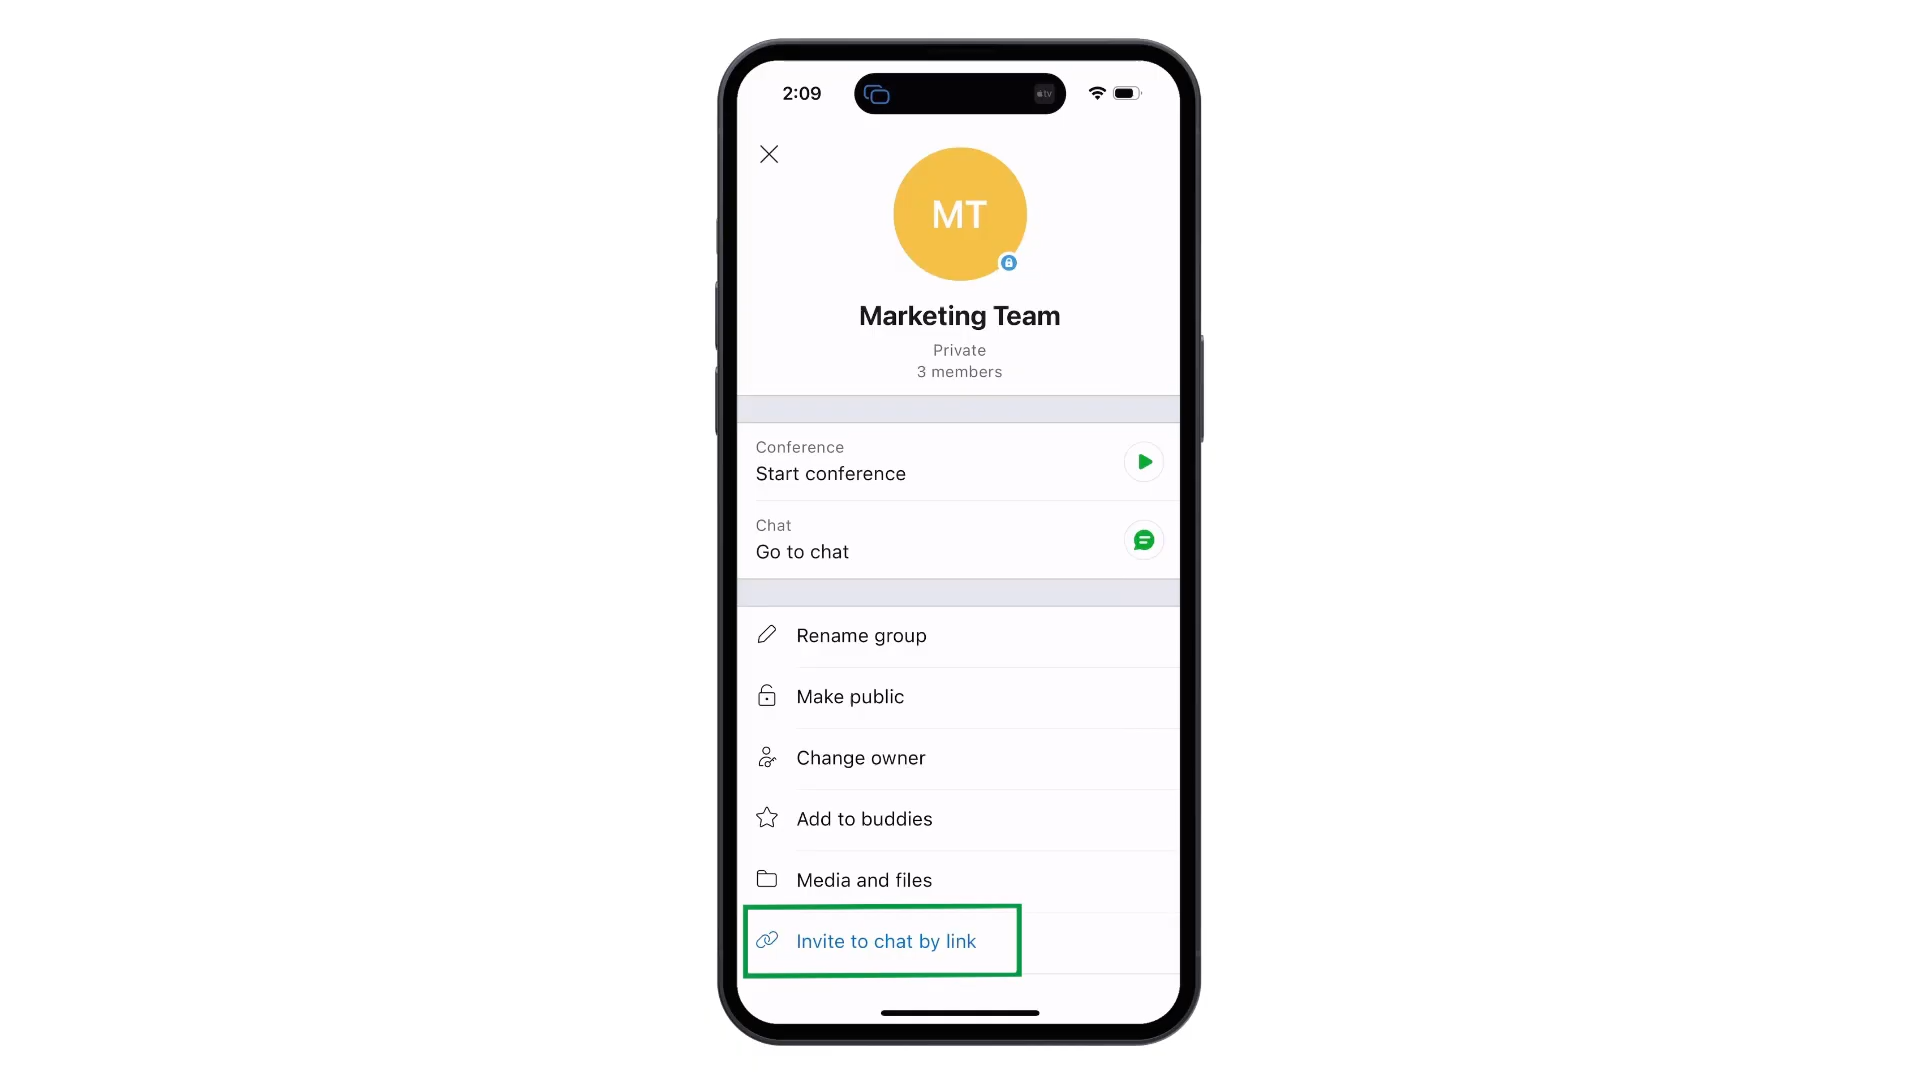 2:09
tv
MT
Marketing Team
Private
3 members
Conference
Start conference
Chat
Go to chat
Rename group
Make public
Change owner
Add to buddies
Media and files
Invite to chat by link